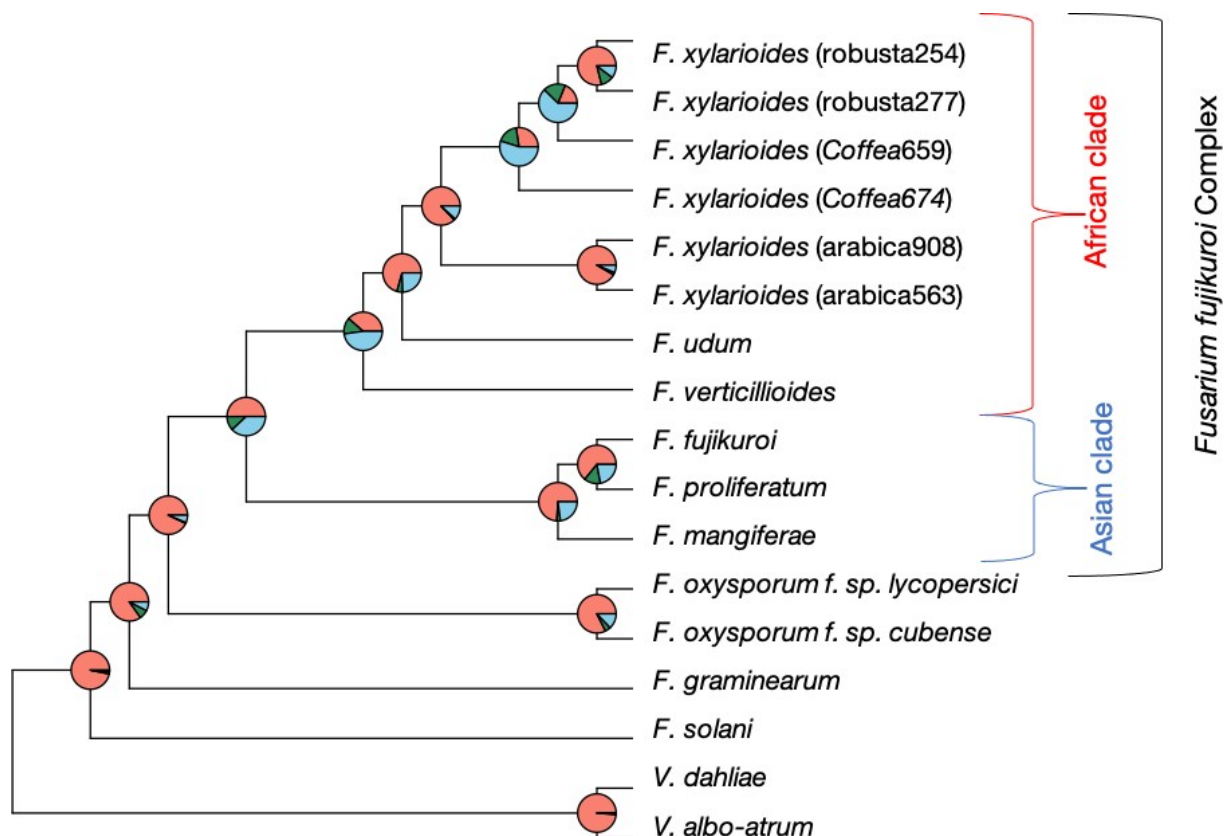 F. xylarioides (robusta254)
F. xylarioides (robusta277)
F. xylarioides (Coffea659)
F. xylarioides (Coffea674)
F. xylarioides (arabica908)
F. xylarioides (arabica563)
F. udum
F. verticillioides
F. fujikuroi
F. proliferatum
F. mangiferae
F. oxysporum f. sp. lycopersici
F. oxysporum f. sp. cubense
F. graminearum
F. solani
V. dahliae
V. albo-atrum
African clade
Asian clade
Fusarium fujikuroi Complex